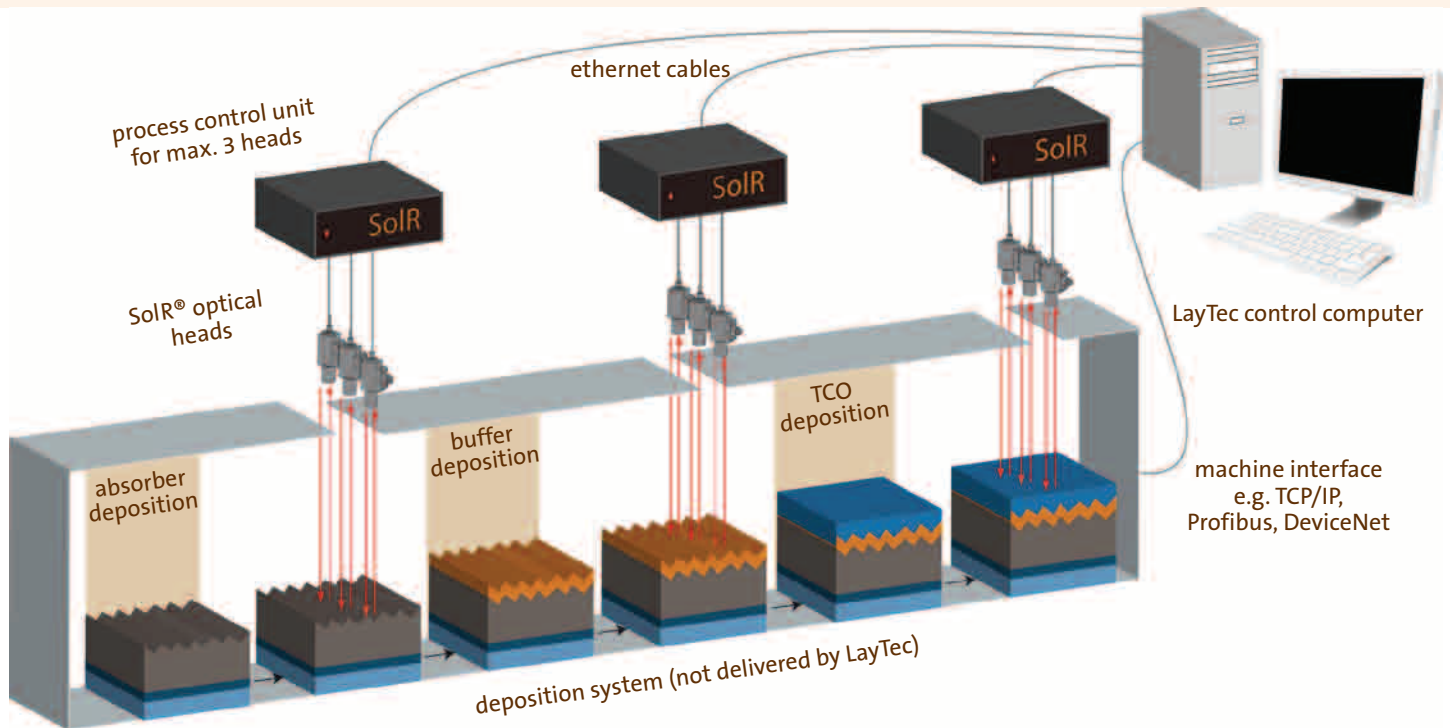 ethernet cables
process control unit
for max. 3 heads
SolR
SolR
SolR
SolR® optical
heads
LayTec control computer
TCO
deposition
buffer
deposition
absorber
deposition
machine interface
e.g. TCP/IP,
Profibus, DeviceNet
deposition system (not delivered by LayTec)